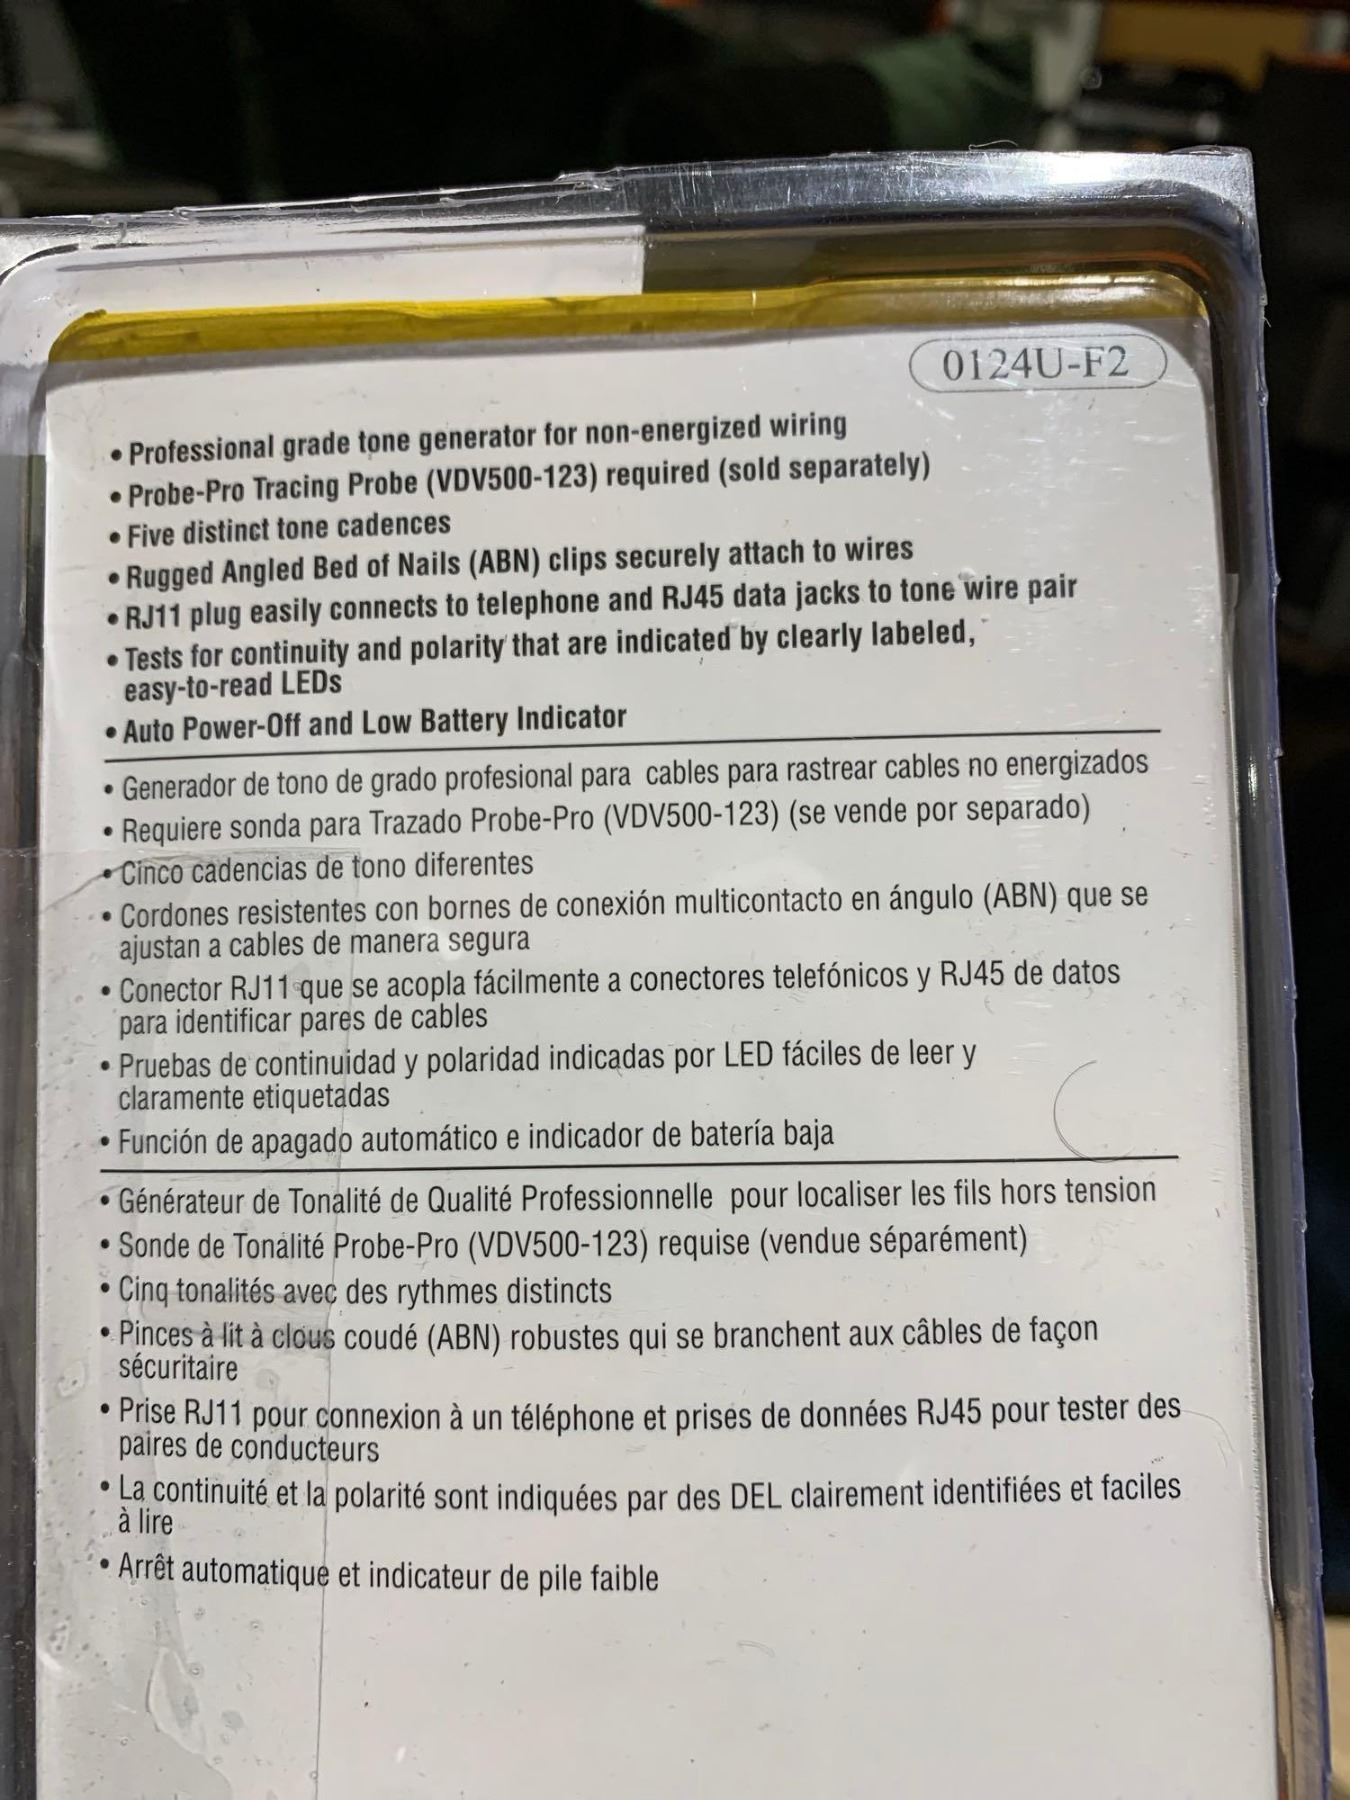 0124U-F2
• Professional grade tone generator for non-energized wiring
• Probe-Pro Tracing Probe (VDV500-123) required (sold separately)
• Five distinct tone cadences
• Rugged Angled Bed of Nails (ABN) clips securely attach to wires
• RJ11 plug easily connects to telephone and RJ45 data jacks to tone wire pair
• Tests for continuity and polarity that are indicated by clearly labeled,
easy-to-read LEDs
• Auto Power-Off and Low Battery Indicator
• Generador de tono de grado profesional para cables para rastrear cables no energizados
• Requiere sonda para Trazado Probe-Pro (VDV500-123) (se vende por separado)
• Cinco cadencias de tono diferentes
• Cordones resistentes con bornes de conexión multicontacto en ángulo (ABN) que se
ajustan a cables de manera segura
• Conector RJ11 que se acopla fácilmente a conectores telefónicos y RJ45 de datos
para identificar pares de cables
• Pruebas de continuidad y polaridad indicadas por LED fáciles de leer y
claramente etiquetadas
• Función de apagado automático e indicador de batería baja
• Générateur de Tonalité de Qualité Professionnelle pour localiser les fils hors tension
• Sonde de Tonalité Probe-Pro (VDV500-123) requise (vendue séparément)
• Cinq tonalités avec des rythmes distincts
• Pinces à lit à clous coudé (ABN) robustes qui se branchent aux câbles de façon
sécuritaire
• Prise RJ11 pour connexion à un téléphone et prises de données RJ45 pour tester des
paires de conducteurs
• La continuité et la polarité sont indiquées par des DEL clairement identifiées et faciles
à lire
• Arrêt automatique et indicateur de pile faible